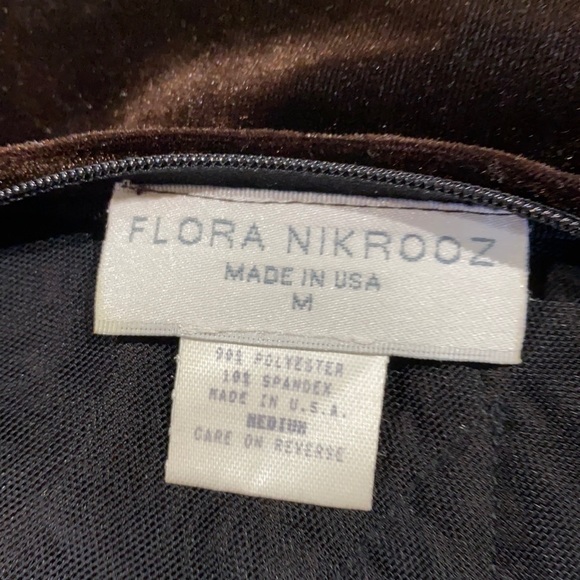 FLORA NIKROOZ
MADE IN USA
M
90% POLYESTER
10% SPANDEX
MADE IN U.S.A.
MEDIUM
CARE ON REVERSE